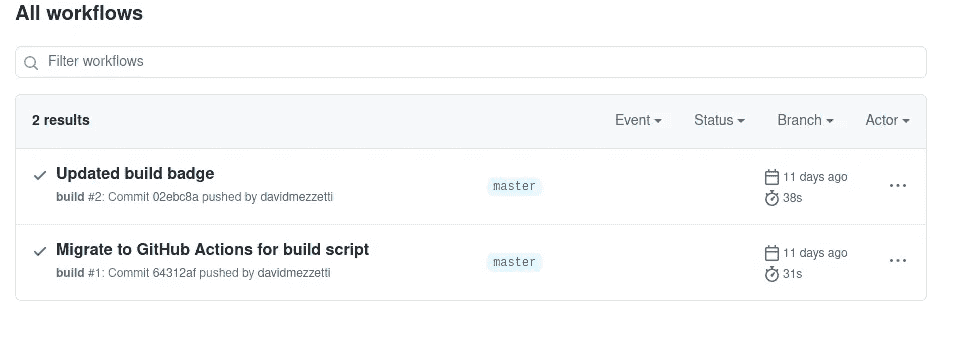 All workflows
Filter workflows
2 results Event Status Branch Actor
Updated build badge
build #2: Commit 02ebc8a pushed by davidmezzetti
master
11 days ago
38s
Migrate to GitHub Actions for build script
build #1: Commit 64312af pushed by davidmezzetti
master
11 days ago
31s